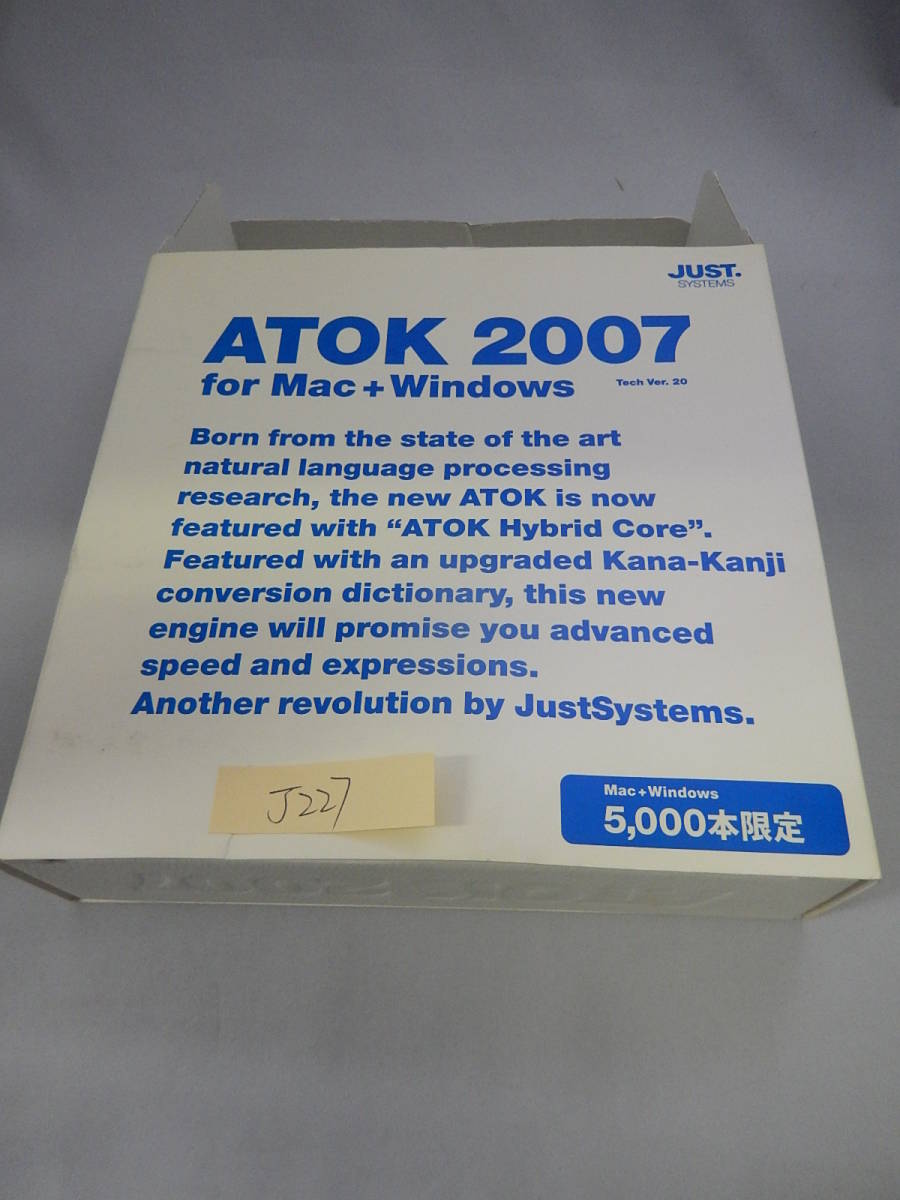 JUST.
SYSTEMS
ATOK 2007
for Mac+Windows
Tech Ver. 20
Born from the state of the art
natural language processing
research, the new ATOK is now
featured with “ATOK Hybrid Core”.
Featured with an upgraded Kana-Kanji
conversion dictionary, this new
engine will promise you advanced
speed and expressions.
Another revolution by JustSystems.
J227
Mac+Windows
5,000本限定